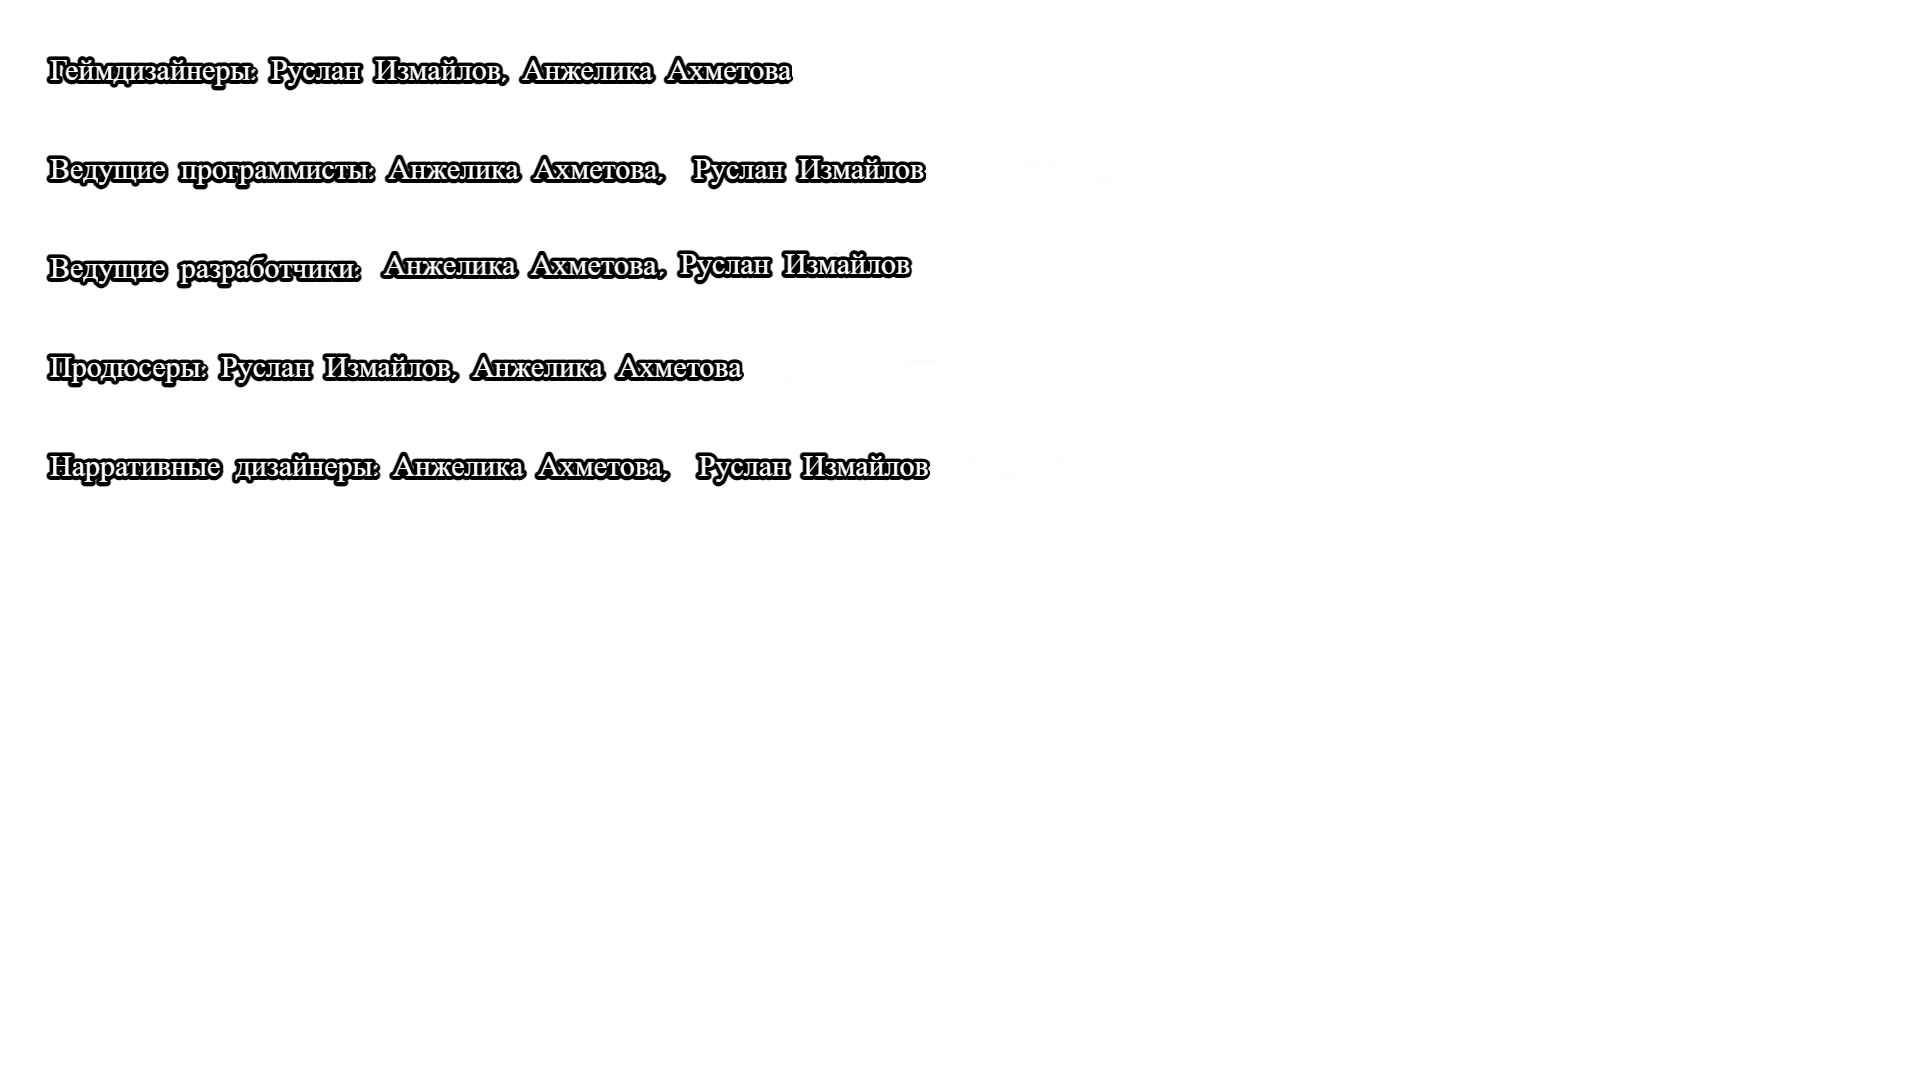 Геймдизайнеры: Руслан Измайлов, Анжелика Ахметова
Ведущие программисты: Анжелика Ахметова, Руслан Измайлов
Ведущие разработчики: Анжелика Ахметова, Руслан Измайлов
Продюсеры: Руслан Измайлов, Анжелика Ахметова
Нарративные дизайнеры: Анжелика Ахметова, Руслан Измайлов